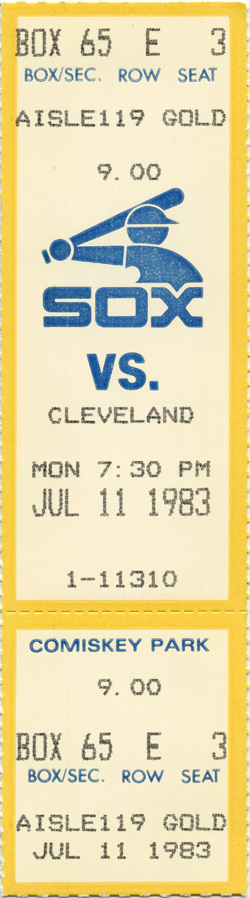 BOX 65 E 3
BOX/SEC. ROW SEAT
AISLE119 GOLD
9.00
SOX
VS.
CLEVELAND
MON 7:30 PM
JUL 11 1983
1-11310
COMISKEY PARK
9.00
BOX 65 E 3
BOX/SEC. ROW SEAT
AISLE119 GOLD
JUL 11 1983